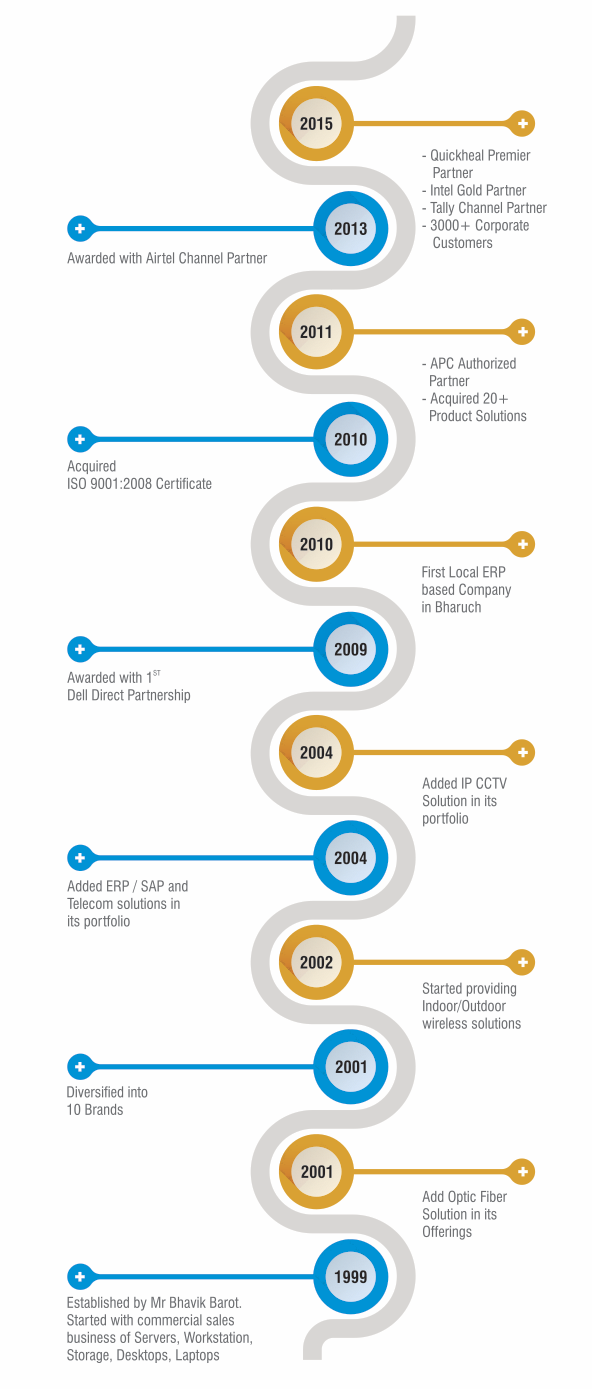 2015
- Quickheal Premier
Partner
- Intel Gold Partner
- Tally Channel Partner
- 3000+ Corporate
Customers
2013
Awarded with Airtel Channel Partner
2011
- APC Authorized
Partner
- Acquired 20+
Product Solutions
2010
Acquired
ISO 9001:2008 Certificate
2010
First Local ERP
based Company
in Bharuch
2009
Awarded with 1ST
Dell Direct Partnership
2004
Added IP CCTV
Solution in its
portfolio
2004
Added ERP / SAP and
Telecom solutions in
its portfolio
2002
Started providing
Indoor/Outdoor
wireless solutions
2001
Diversified into
10 Brands
2001
Add Optic Fiber
Solution in its
Offerings
1999
Established by Mr Bhavik Barot.
Started with commercial sales
business of Servers, Workstation,
Storage, Desktops, Laptops